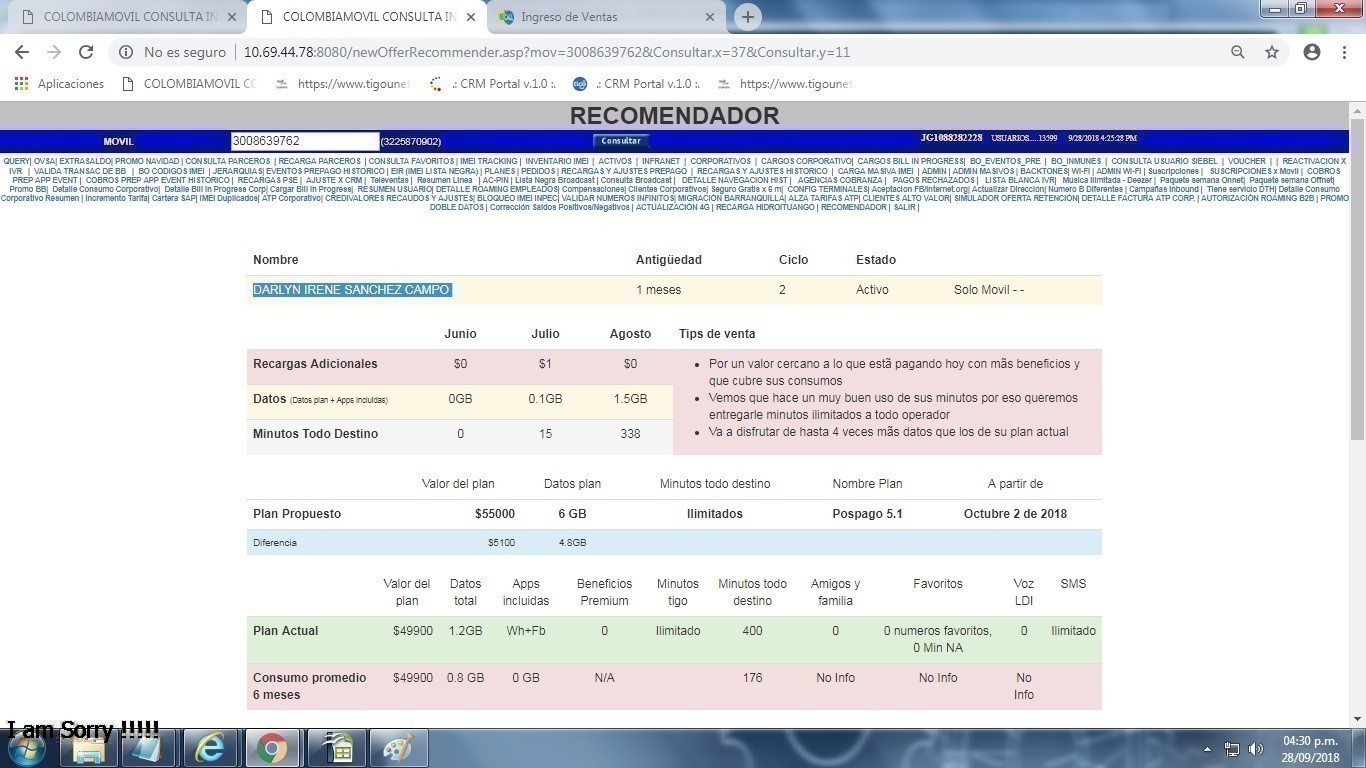 COLOMBIAMOVIL CONSULTA IN
COLOMBIAMOVIL CONSULTA IN
Ingreso de Ventas
No es seguro | 10.69.44.78:8080/newOfferRecommender.asp?mov=3008639762&Consultar.x=37&Consultar.y=11
Aplicaciones
COLOMBIAMOVIL CO
https://www.tigoune
.: CRM Portal v.1.0 :.
.: CRM Portal v.1.0 :.
https://www.tigoune
RECOMENDADOR
MOVIL 3008639762 (3225870902) Consultar JG1088282228 USUARIOS....13599 9/28/2018 4:25:28 PM
QUERY| OVSA| EXTRASALDO| PROMO NAVIDAD | CONSULTA PARCEROS | RECARGA PARCEROS | CONSULTA FAVORITOS | IMEI TRACKING | INVENTARIO IMEI | ACTIVOS | INFRANET | CORPORATIVOS | CARGOS CORPORATIVO| CARGOS BILL IN PROGRESS| BO_EVENTOS_PRE | BO_INMUNES | CONSULTA USUARIO SIEBEL | VOUCHER | | REACTIVACION X
IVR | VALIDA TRANSAC DE BB | BO CODIGOS IMEI | JERARQUIAS| EVENTOS PREPAGO HISTORICO | EIR (IMEI LISTA NEGRA) | PLANES | PEDIDOS | RECARGAS Y AJUSTES PREPAGO | RECARGAS Y AJUSTES HISTORICO | CARGA MASIVA IMEI | ADMIN | ADMIN MASIVOS | BACKTONES| WI-FI | ADMIN WI-FI | Suscripciones | SUSCRIPCIONES x Movil | COBROS
PREP APP EVENT | COBROS PREP APP EVENT HISTORICO | RECARGAS PSE | AJUSTE X CRM | Televentas | Resumen Linea | AC-PIN | Lista Negra Broadcast | Consulta Broadcast | DETALLE NAVEGACION HIST | AGENCIAS COBRANZA | PAGOS RECHAZADOS | LISTA BLANCA IVR| Música Ilimitada - Deezer | Paquete semana Onnet| Paquete semana Offnet|
Promo BB| Detalle Consumo Corporativo| Detalle Bill In Progress Corp| Cargar Bill In Progress| RESUMEN USUARIO| DETALLE ROAMING EMPLEADOS| Compensaciones| Clientes Corporativos| Seguro Gratis x 6 m| CONFIG TERMINALES| Aceptacion FB/Internet.org| Actualizar Dirección| Numero B Diferentes | Campañas Inbound | Tiene servicio DTH| Detalle Consumo
Corporativo Resumen | Incremento Tarifa| Cartera SAP| IMEI Duplicados| ATP Corporativo| CREDIVALORES RECAUDOS Y AJUSTES| BLOQUEO IMEI INPEC| VALIDAR NUMEROS INFINITOS| MIGRACIÓN BARRANQUILLA| ALZA TARIFAS ATP| CLIENTES ALTO VALOR| SIMULADOR OFERTA RETENCIÓN| DETALLE FACTURA ATP CORP. | AUTORIZACIÓN ROAMING B2B | PROMO
DOBLE DATOS | Corrección Saldos Positivos/Negativos | ACTUALIZACIÓN 4G | RECARGA HIDROITUANGO | RECOMENDADOR | SALIR |
Nombre Antigüedad Ciclo Estado
DARLYN IRENE SANCHEZ CAMPO 1 meses 2 Activo Solo Movil - -
Junio Julio Agosto Tips de venta
Recargas Adicionales $0 $1 $0
Datos (Datos plan + Apps incluidas) 0GB 0.1GB 1.5GB
Minutos Todo Destino 0 15 338
• Por un valor cercano a lo que estã pagando hoy con mãs beneficios y
que cubre sus consumos
• Vemos que hace un muy buen uso de sus minutos por eso queremos
entregarle minutos ilimitados a todo operador
• Va a disfrutar de hasta 4 veces mãs datos que los de su plan actual
Valor del plan Datos plan Minutos todo destino Nombre Plan A partir de
Plan Propuesto $55000 6 GB Ilimitados Pospago 5.1 Octubre 2 de 2018
Diferencia $5100 4.8GB
Valor del Datos Apps Beneficios Minutos Minutos todo Amigos y Favoritos Voz SMS
plan total incluidas Premium tigo destino familia LDI
Plan Actual $49900 1.2GB Wh+Fb 0 Ilimitado 400 0 0 numeros favoritos, 0 Ilimitado
0 Min NA
Consumo promedio $49900 0.8 GB 0 GB N/A 176 No Info No Info No
6 meses Info
I am Sorry !!!!!
04:30 p.m.
28/09/2018